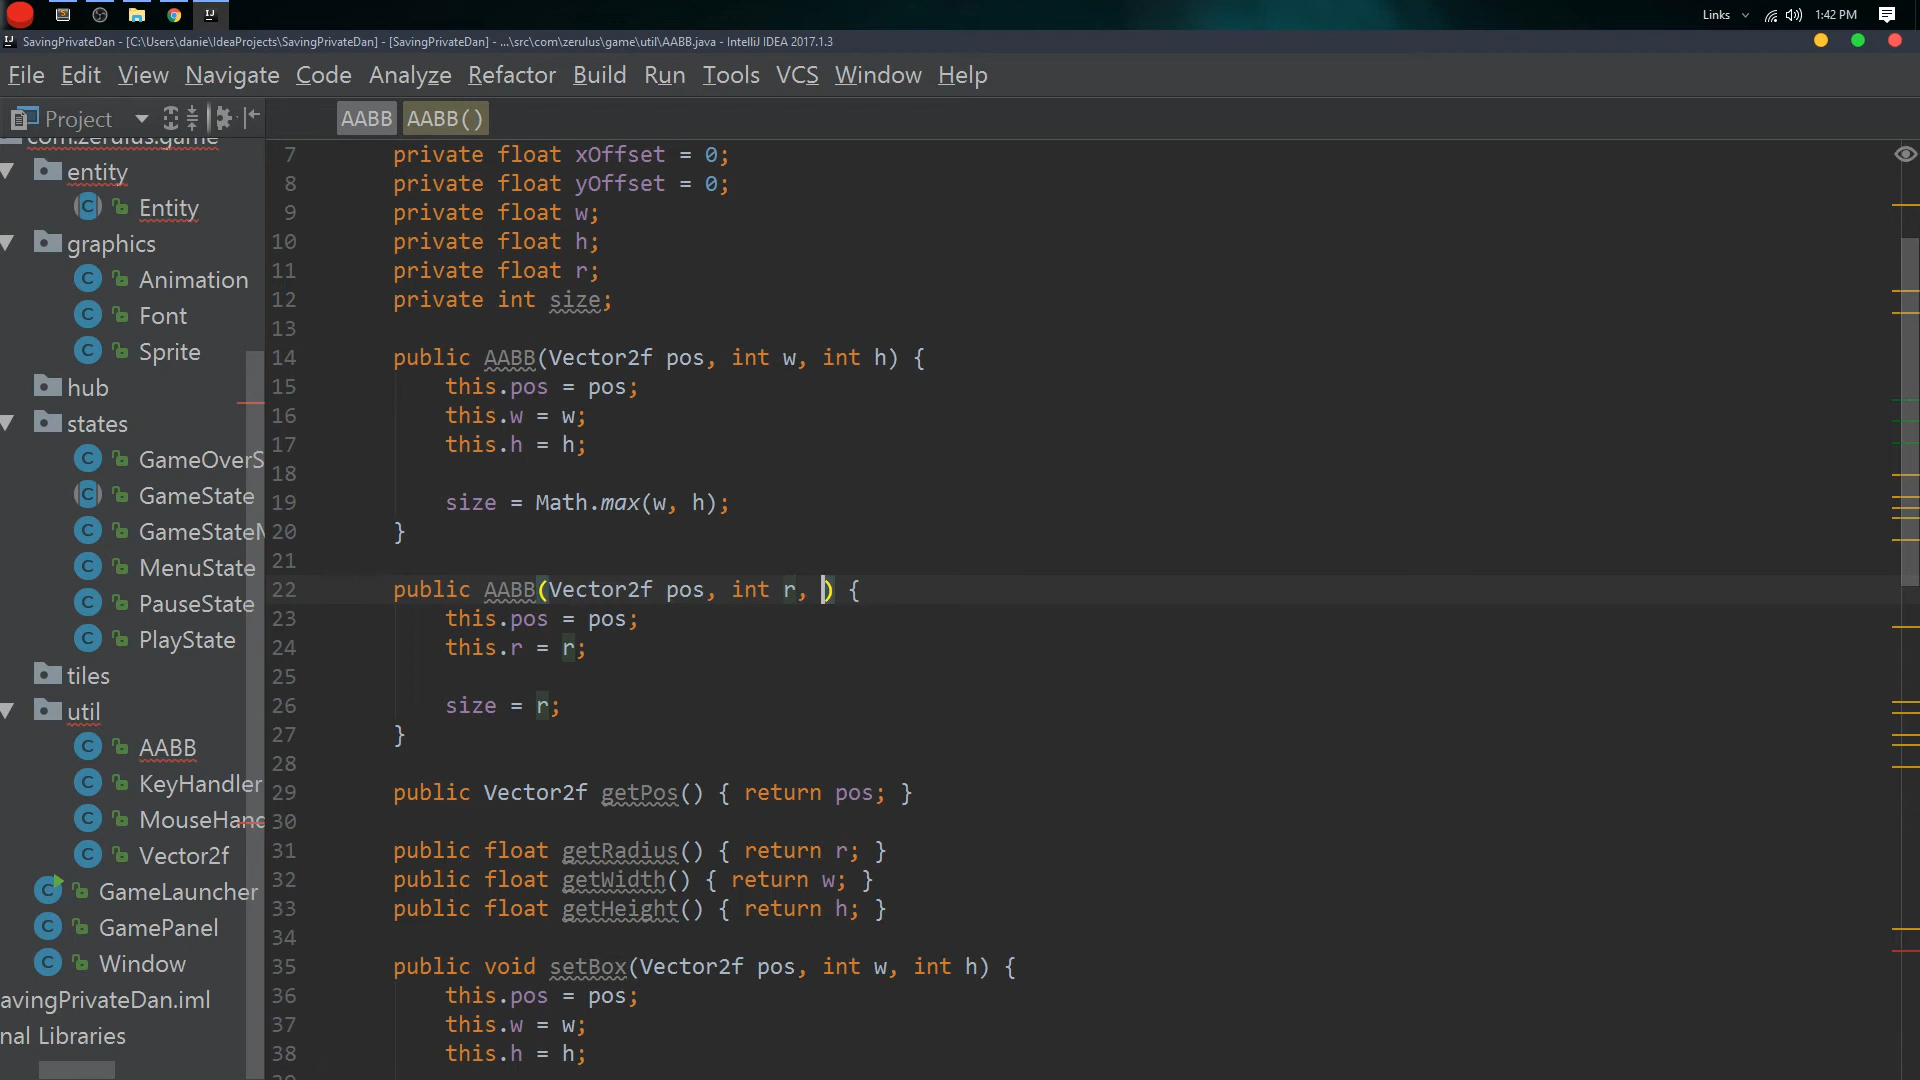 Links 1:42 PM
SavingPrivateDan - [C:\Users\danie\IdeaProjects\SavingPrivateDan] - [SavingPrivateDan] - ...\src\com\zerulus\game\util\AABB.java - IntelliJ IDEA 2017.1.3
File Edit View Navigate Code Analyze Refactor Build Run Tools VCS Window Help
Project
AABB AABB()
com.zerulus.game
entity
Entity
graphics
Animation
Font
Sprite
hub
states
GameOverS
GameState
GameStateM
MenuState
PauseState
PlayState
tiles
util
AABB
KeyHandler
MouseHand
Vector2f
GameLauncher
GamePanel
Window
avingPrivateDan.iml
nal Libraries
7 private float xOffset = 0;
8 private float yOffset = 0;
9 private float w;
10 private float h;
11 private float r;
12 private int size;
13
14 public AABB(Vector2f pos, int w, int h) {
15 this.pos = pos;
16 this.w = w;
17 this.h = h;
18
19 size = Math.max(w, h);
20 }
21
22 public AABB(Vector2f pos, int r, ) {
23 this.pos = pos;
24 this.r = r;
25
26 size = r;
27 }
28
29 public Vector2f getPos() { return pos; }
30
31 public float getRadius() { return r; }
32 public float getWidth() { return w; }
33 public float getHeight() { return h; }
34
35 public void setBox(Vector2f pos, int w, int h) {
36 this.pos = pos;
37 this.w = w;
38 this.h = h;